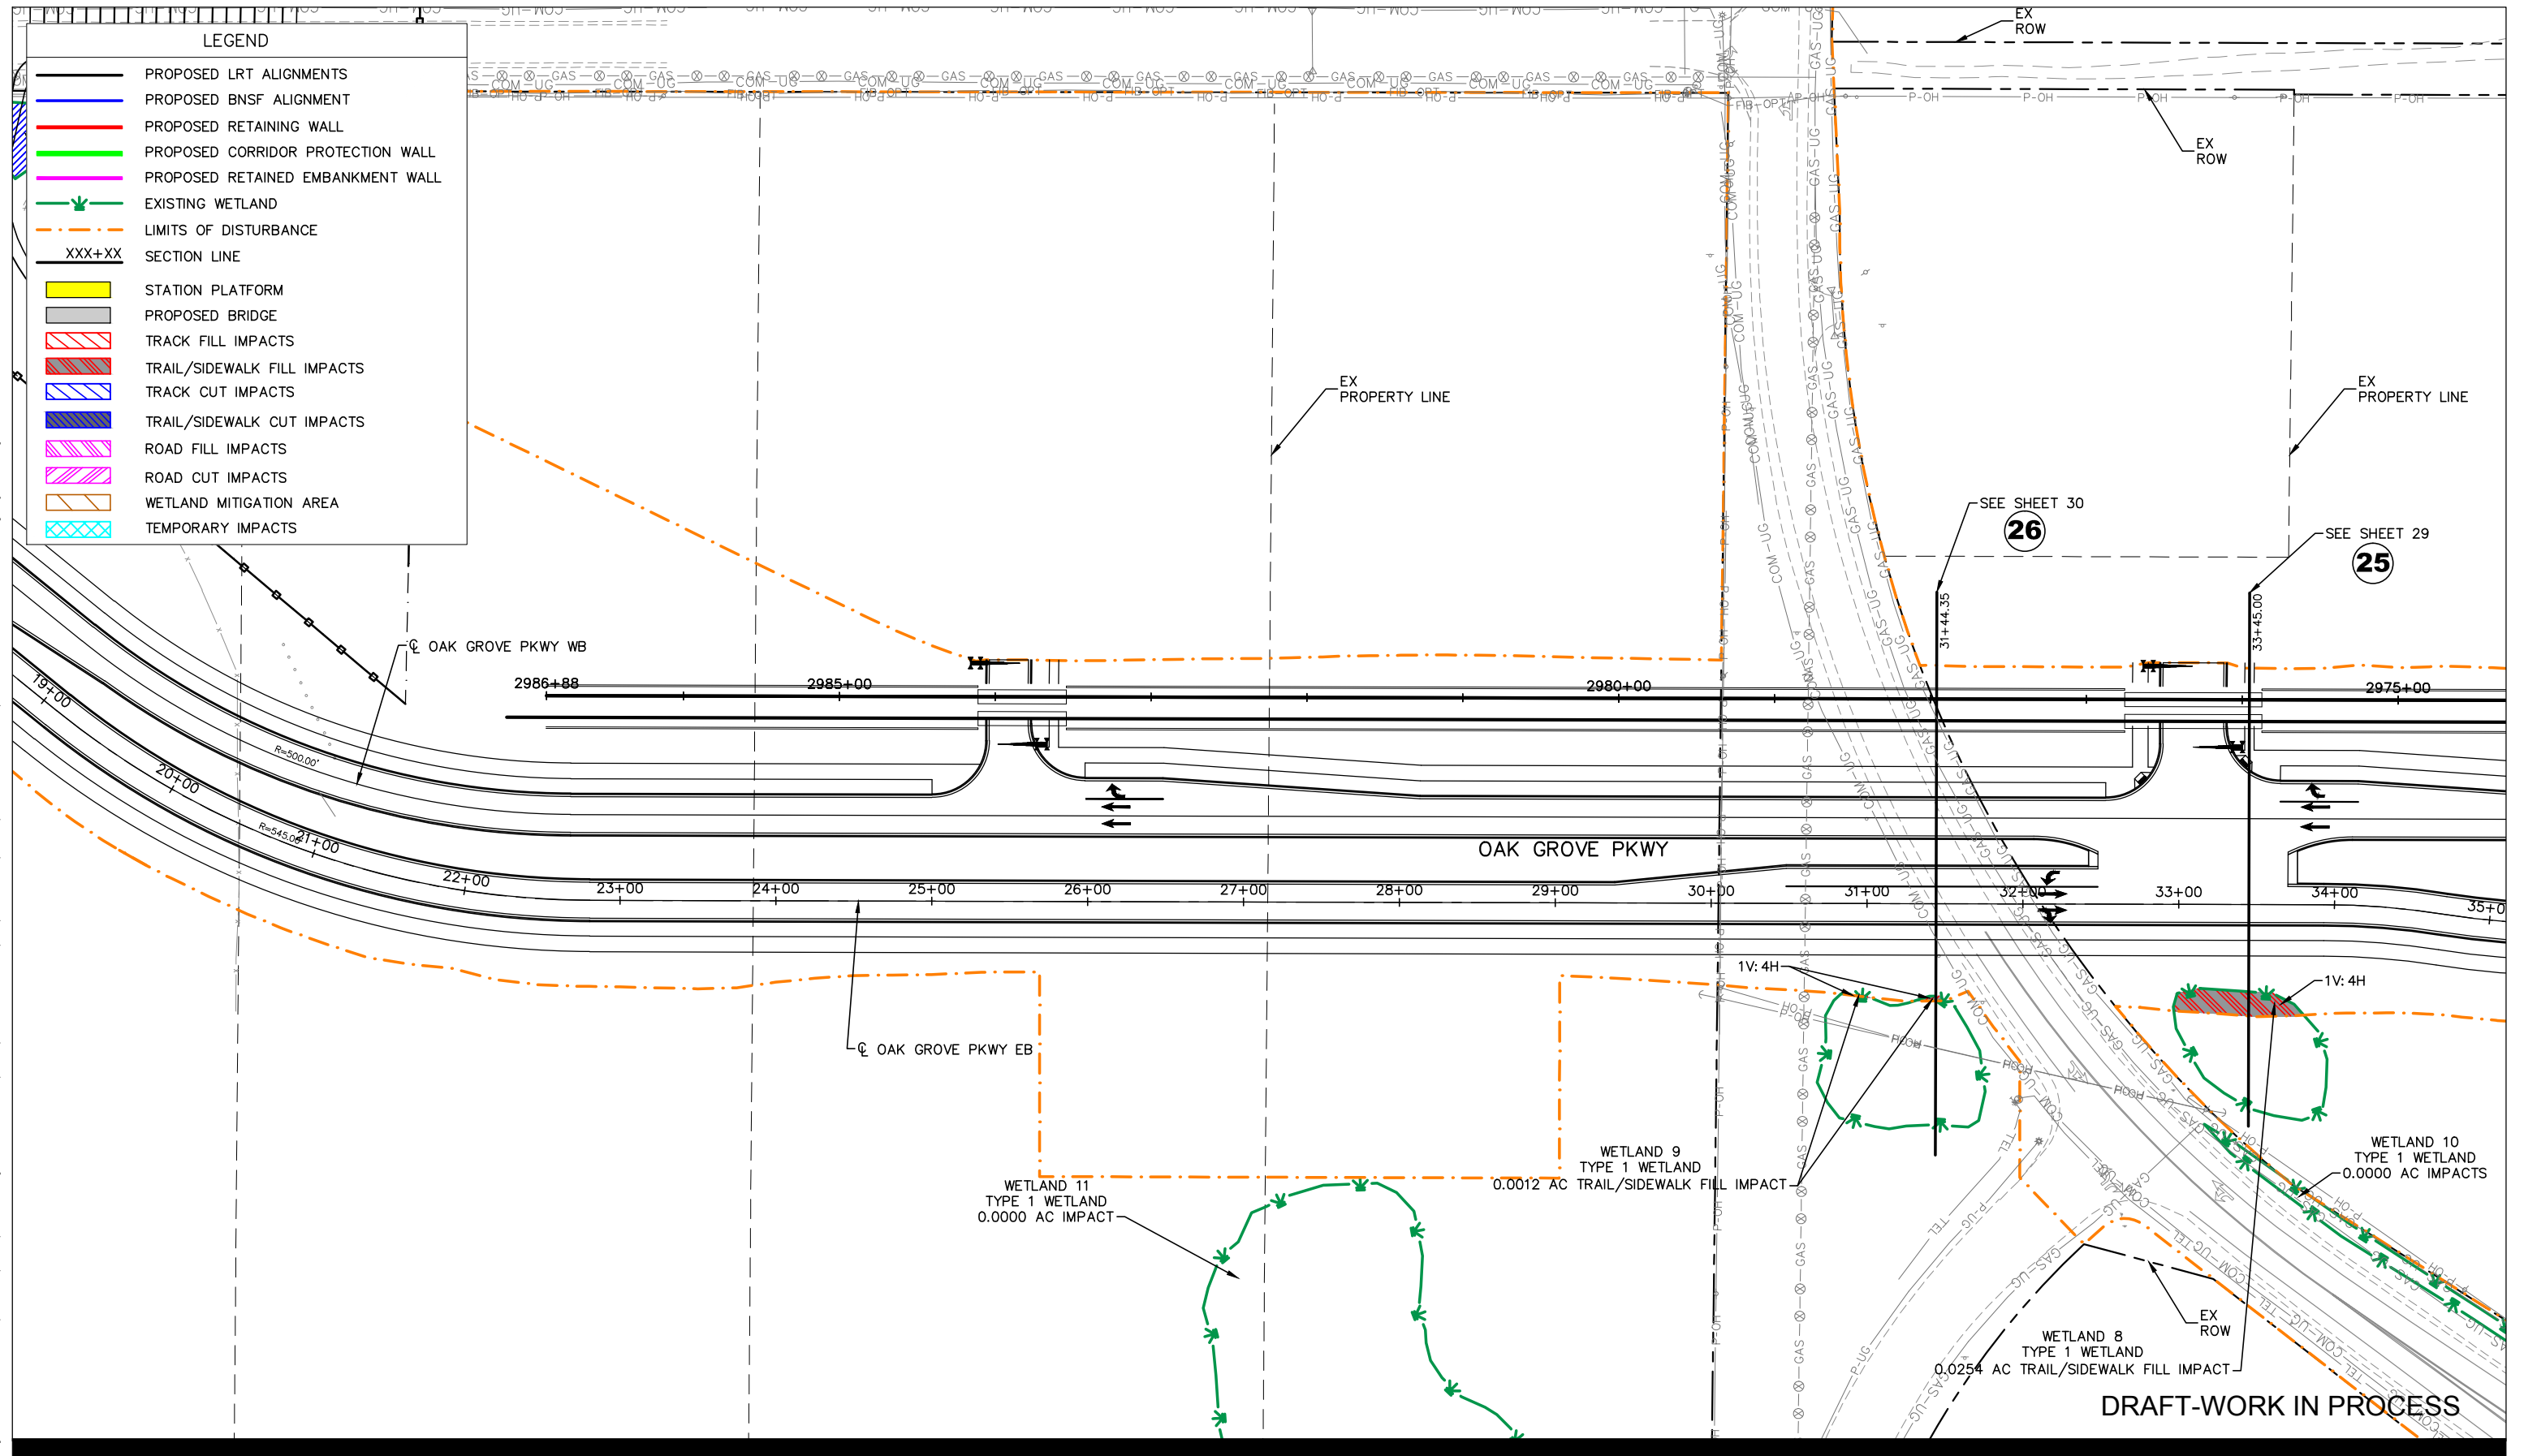 LEGEND
PROPOSED LRT ALIGNMENTS
PROPOSED BNSF ALIGNMENT
PROPOSED RETAINING WALL
PROPOSED CORRIDOR PROTECTION WALL
PROPOSED RETAINED EMBANKMENT WALL
EXISTING WETLAND
LIMITS OF DISTURBANCE
XXX+XX SECTION LINE
STATION PLATFORM
PROPOSED BRIDGE
TRACK FILL IMPACTS
TRAIL/SIDEWALK FILL IMPACTS
TRACK CUT IMPACTS
TRAIL/SIDEWALK CUT IMPACTS
ROAD FILL IMPACTS
ROAD CUT IMPACTS
WETLAND MITIGATION AREA
TEMPORARY IMPACTS
EX
ROW
EX
ROW
EX
PROPERTY LINE
EX
PROPERTY LINE
SEE SHEET 30
26
SEE SHEET 29
25
31+44.35
33+45.00
℄ OAK GROVE PKWY WB
2986+88
2985+00
2980+00
2975+00
R=500.00'
R=545.00'
OAK GROVE PKWY
19+00
20+00
21+00
22+00
23+00
24+00
25+00
26+00
27+00
28+00
29+00
30+00
31+00
32+00
33+00
34+00
35+0
℄ OAK GROVE PKWY EB
1V:4H
1V:4H
WETLAND 9
TYPE 1 WETLAND
0.0012 AC TRAIL/SIDEWALK FILL IMPACT
WETLAND 10
TYPE 1 WETLAND
0.0000 AC IMPACTS
WETLAND 11
TYPE 1 WETLAND
0.0000 AC IMPACT
EX
ROW
WETLAND 8
TYPE 1 WETLAND
0.0254 AC TRAIL/SIDEWALK FILL IMPACT
DRAFT-WORK IN PROCESS